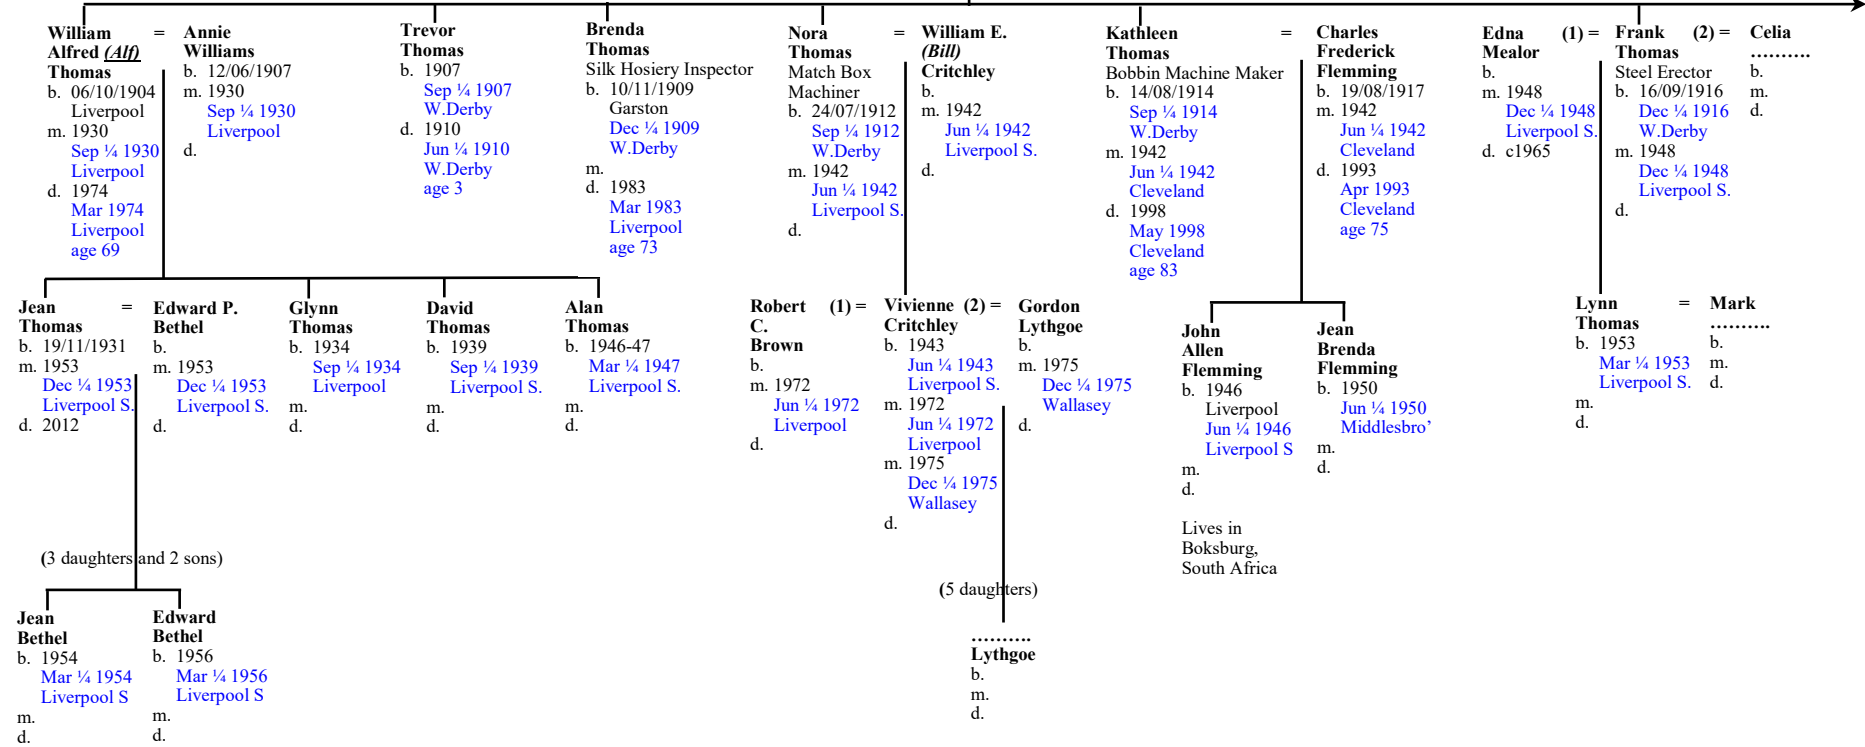 William =
Alfred (Alf)
Thomas
b. 06/10/1904
Liverpool
m. 1930
Sep ¼ 1930
Liverpool
d. 1974
Mar 1974
Liverpool
age 69
Annie
Williams
b. 12/06/1907
m. 1930
Sep ¼ 1930
Liverpool
d.
Trevor
Thomas
b. 1907
Sep ¼ 1907
W.Derby
d. 1910
Jun ¼ 1910
W.Derby
age 3
Brenda
Thomas
Silk Hosiery Inspector
b. 10/11/1909
Garston
Dec ¼ 1909
W.Derby
m.
d. 1983
Mar 1983
Liverpool
age 73
Nora =
Thomas
Match Box
Machiner
b. 24/07/1912
Sep ¼ 1912
W.Derby
m. 1942
Jun ¼ 1942
Liverpool S.
d.
William E.
(Bill)
Critchley
b.
m. 1942
Jun ¼ 1942
Liverpool S.
d.
Kathleen =
Thomas
Bobbin Machine Maker
b. 14/08/1914
Sep ¼ 1914
W.Derby
m. 1942
Jun ¼ 1942
Cleveland
d. 1998
May 1998
Cleveland
age 83
Charles
Frederick
Flemming
b. 19/08/1917
m. 1942
Jun ¼ 1942
Cleveland
d. 1993
Apr 1993
Cleveland
age 75
Edna (1) =
Mealor
b.
m. 1948
Dec ¼ 1948
Liverpool S.
d. c1965
Frank (2) =
Thomas
Steel Erector
b. 16/09/1916
Dec ¼ 1916
W.Derby
m. 1948
Dec ¼ 1948
Liverpool S.
d.
Celia
……….
b.
m.
d.
Jean =
Thomas
b. 19/11/1931
m. 1953
Dec ¼ 1953
Liverpool S.
d. 2012
Edward P.
Bethel
b.
m. 1953
Dec ¼ 1953
Liverpool S.
d.
Glynn
Thomas
b. 1934
Sep ¼ 1934
Liverpool
m.
d.
David
Thomas
b. 1939
Sep ¼ 1939
Liverpool S.
m.
d.
Alan
Thomas
b. 1946-47
Mar ¼ 1947
Liverpool S.
m.
d.
Robert (1) =
C.
Brown
b.
m. 1972
Jun ¼ 1972
Liverpool
d.
Vivienne (2) =
Critchley
b. 1943
Jun ¼ 1943
Liverpool S.
m. 1972
Jun ¼ 1972
Liverpool
m. 1975
Dec ¼ 1975
Wallasey
d.
Gordon
Lythgoe
b.
m. 1975
Dec ¼ 1975
Wallasey
d.
John
Allen
Flemming
b. 1946
Liverpool
Jun ¼ 1946
Liverpool S
m.
d.
Lives in
Boksburg,
South Africa
Jean
Brenda
Flemming
b. 1950
Jun ¼ 1950
Middlesbro’
m.
d.
Lynn =
Thomas
b. 1953
Mar ¼ 1953
Liverpool S.
m.
d.
Mark
……….
b.
m.
d.
(3 daughters and 2 sons)
(5 daughters)
Jean
Bethel
b. 1954
Mar ¼ 1954
Liverpool S
m.
d.
Edward
Bethel
b. 1956
Mar ¼ 1956
Liverpool S
m.
d.
……….
Lythgoe
b.
m.
d.